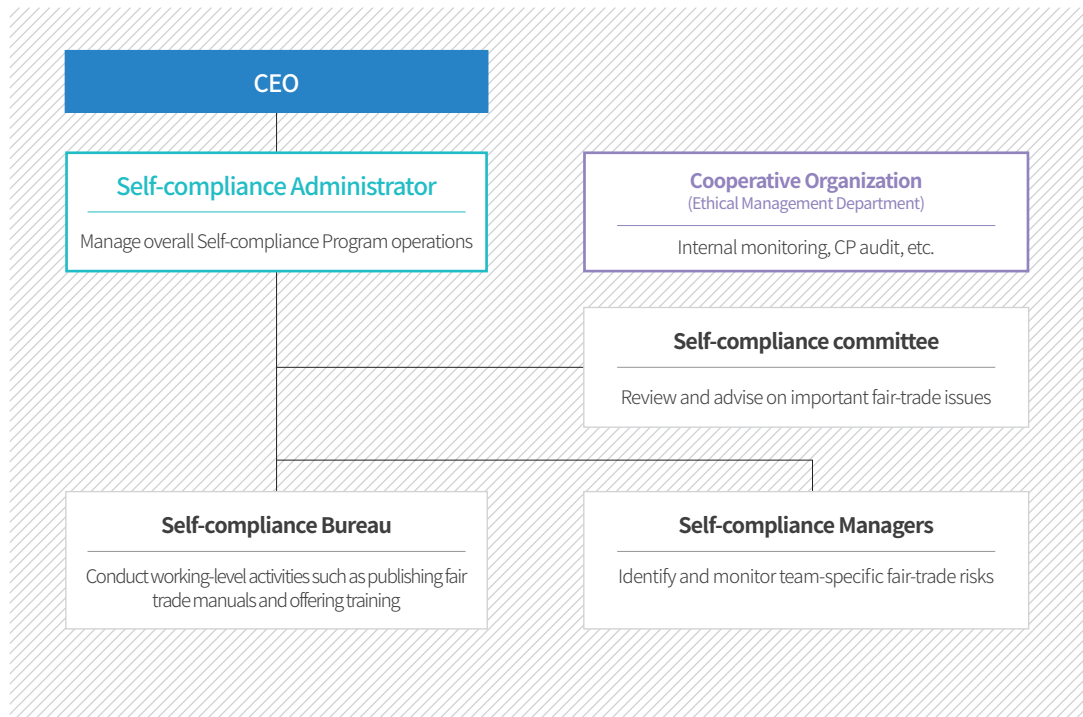 CEO
Self-compliance Administrator
Manage overall Self-compliance Program operations
Cooperative Organization
(Ethical Management Department)
Internal monitoring, CP audit, etc.
Self-compliance committee
Review and advise on important fair-trade issues
Self-compliance Bureau
Conduct working-level activities such as publishing fair
trade manuals and offering training
Self-compliance Managers
Identify and monitor team-specific fair-trade risks